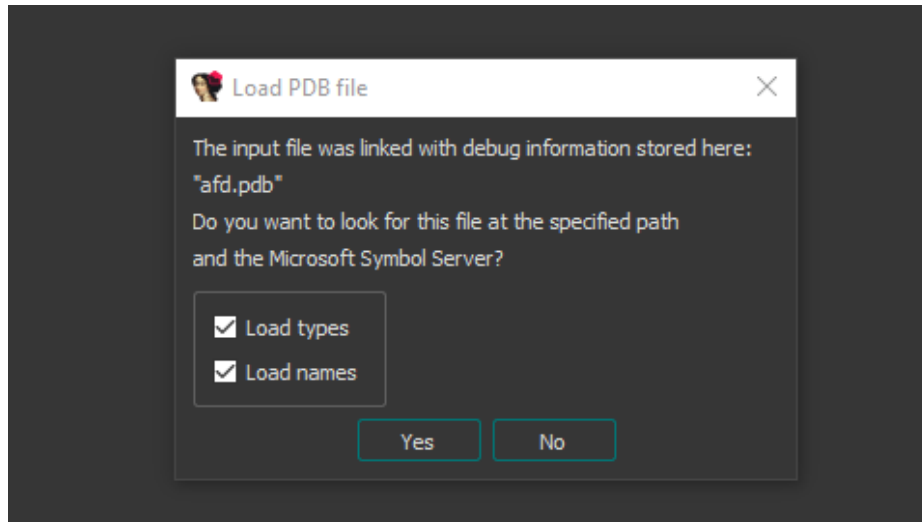 Load PDB file
The input file was linked with debug information stored here:
"afd.pdb"
Do you want to look for this file at the specified path
and the Microsoft Symbol Server?
Load types
Load names
Yes No